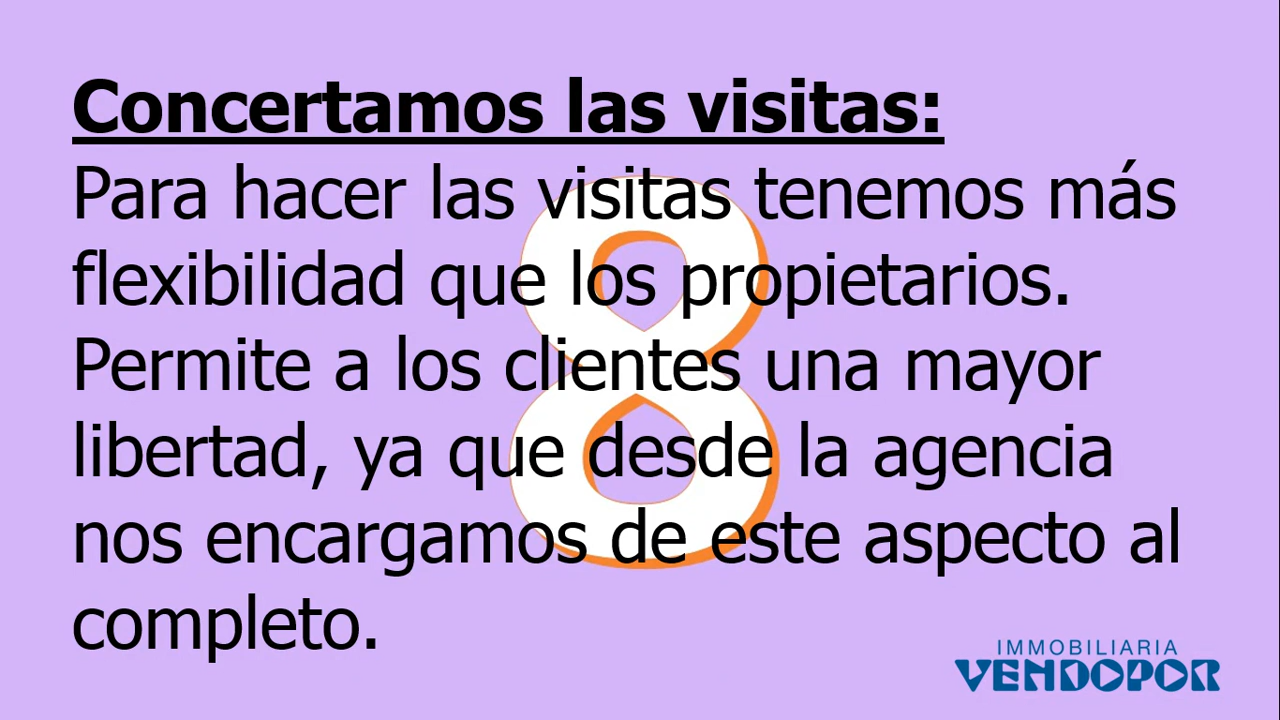 Concertamos las visitas:
Para hacer las visitas tenemos más
flexibilidad que los propietarios.
Permite a los clientes una mayor
libertad, ya que desde la agencia
nos encargamos de este aspecto al
completo.
8
IMMOBILIARIA
VENDOPOR